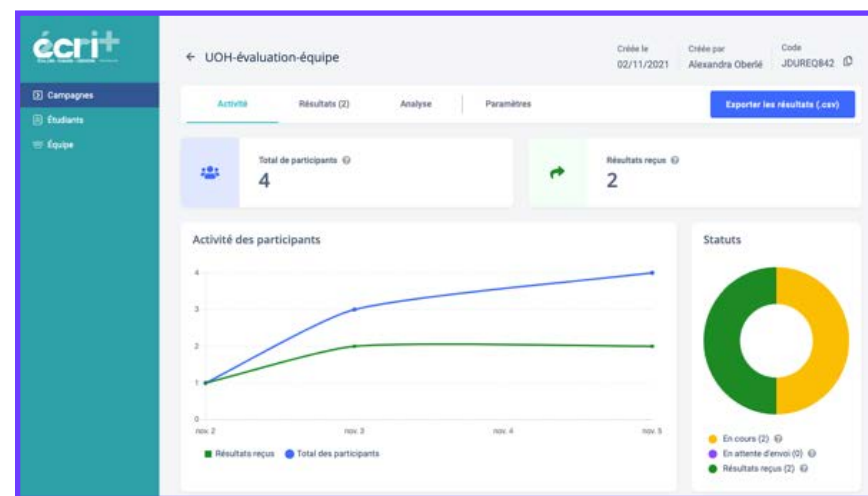 écri+
Campagnes
Étudiants
Équipe
← UOH-évaluation-équipe
Créée le
02/11/2021
Créée par
Alexandra Oberlé
Code
JDUREQ842
Activité
Résultats (2)
Analyse
Paramètres
Exporter les résultats (.csv)
Total de participants
4
Résultats reçus
2
Activité des participants
4
3
2
1
0
nov. 2
nov. 3
nov. 4
nov. 5
Résultats reçus
Total des participants
Statuts
En cours (2)
En attente d'envoi (0)
Résultats reçus (2)